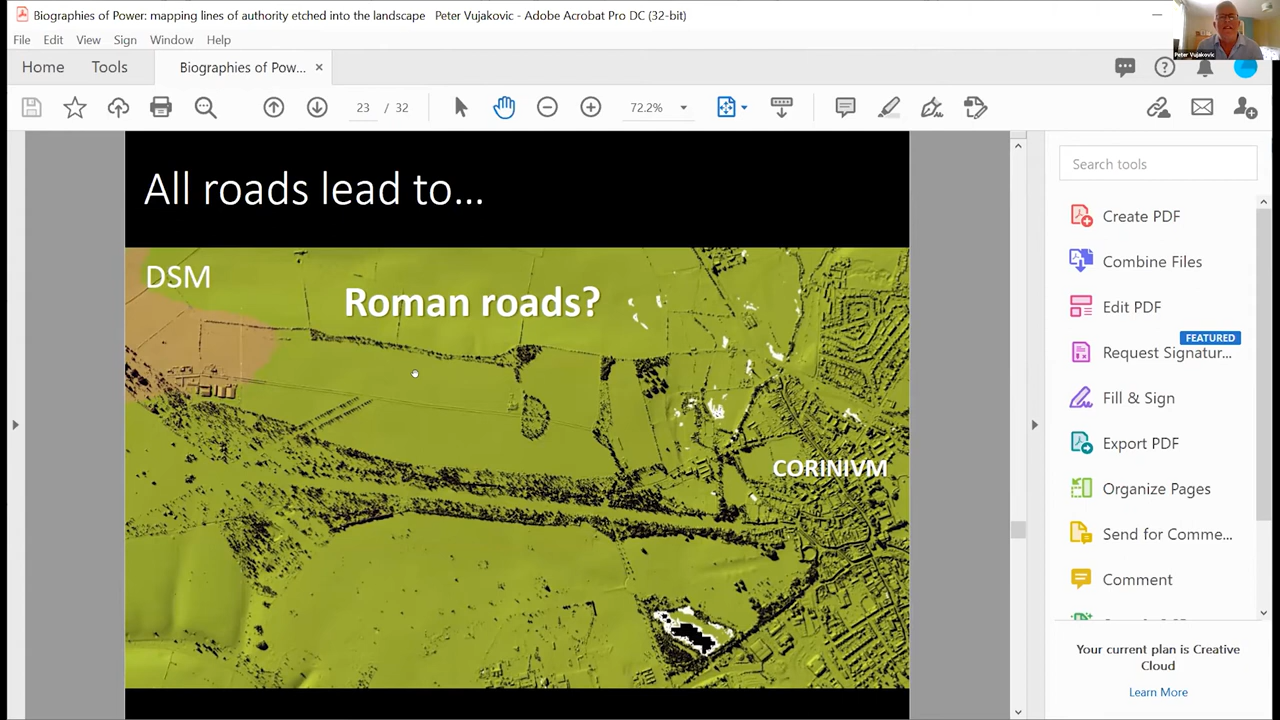 Biographies of Power: mapping lines of authority etched into the landscape   Peter Vujakovic - Adobe Acrobat Pro DC (32-bit)
Peter Vujakovic
File Edit View Sign Window Help
Home Tools Biographies of Pow... ×
23 / 32 72.2%
All roads lead to...
DSM
Roman roads?
CORINIVM
Search tools
Create PDF
Combine Files
Edit PDF
FEATURED
Request Signatur...
Fill & Sign
Export PDF
Organize Pages
Send for Comme...
Comment
Your current plan is Creative
Cloud
Learn More